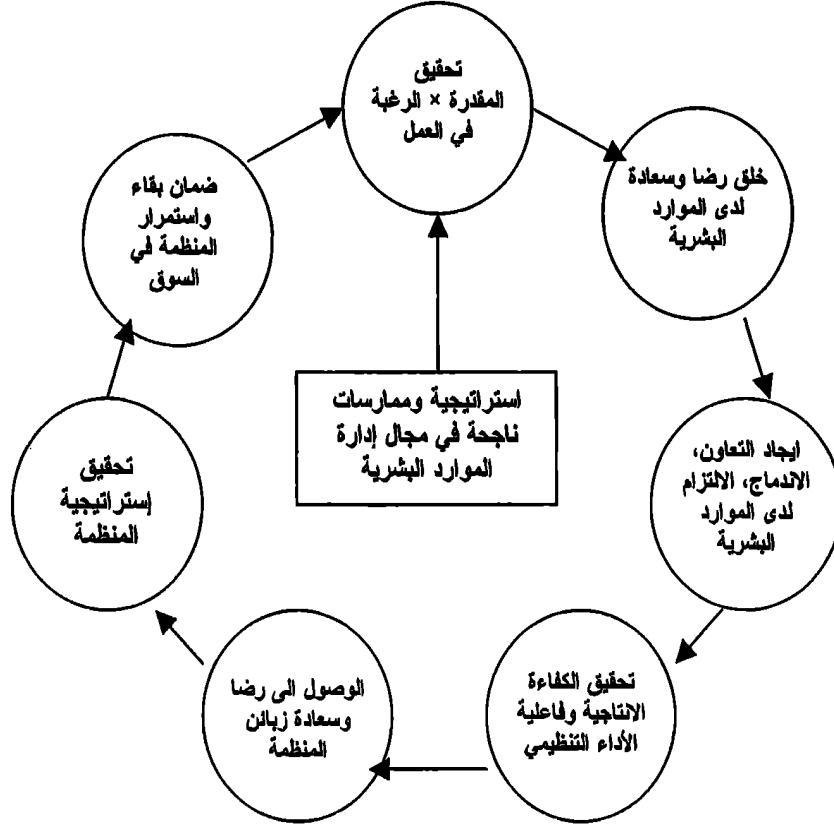 تحقيق
المقدرة × الرغبة
في العمل
خلق رضا وسعادة
لدى الموارد
البشرية
ايجاد التعاون،
الاندماج، الالتزام
لدى الموارد
البشرية
تحقيق الكفاءة
الانتاجية وفاعلية
الأداء التنظيمي
الوصول الى رضا
وسعادة زبائن
المنظمة
تحقيق
إستراتيجية
المنظمة
ضمان بقاء
واستمرار
المنظمة في
السوق
استراتيجية وممارسات
ناجحة في مجال إدارة
الموارد البشرية